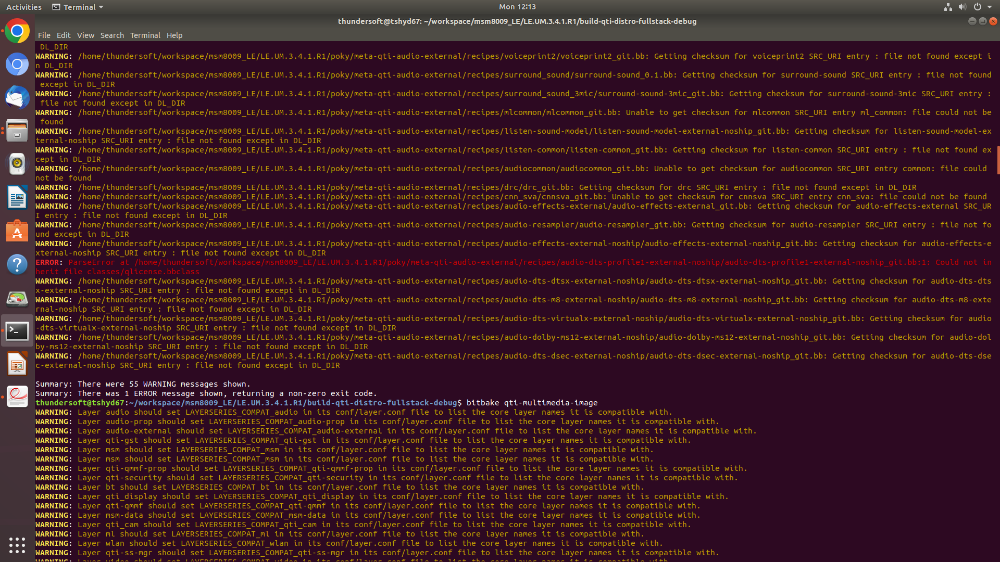 Activities
Terminal
Mon 12:13
thundersoft@tshyd67: ~/workspace/msm8009_LE/LE.UM.3.4.1.R1/build-qti-distro-fullstack-debug
File Edit View Search Terminal Help
DL_DIR
WARNING: /home/thundersoft/workspace/msm8009_LE/LE.UM.3.4.1.R1/poky/meta-qti-audio-external/recipes/voiceprint2/voiceprint2_git.bb: Getting checksum for voiceprint2 SRC_URI entry : file not found except i
n DL_DIR
WARNING: /home/thundersoft/workspace/msm8009_LE/LE.UM.3.4.1.R1/poky/meta-qti-audio-external/recipes/surround_sound/surround-sound_0.1.bb: Getting checksum for surround-sound SRC_URI entry : file not found
except in DL_DIR
WARNING: /home/thundersoft/workspace/msm8009_LE/LE.UM.3.4.1.R1/poky/meta-qti-audio-external/recipes/surround_sound_3mic/surround-sound-3mic_git.bb: Getting checksum for surround-sound-3mic SRC_URI entry :
file not found except in DL_DIR
WARNING: /home/thundersoft/workspace/msm8009_LE/LE.UM.3.4.1.R1/poky/meta-qti-audio-external/recipes/mlcommon/mlcommon_git.bb: Unable to get checksum for mlcommon SRC_URI entry ml_common: file could not be
found
WARNING: /home/thundersoft/workspace/msm8009_LE/LE.UM.3.4.1.R1/poky/meta-qti-audio-external/recipes/listen-sound-model/listen-sound-model-external-noship_git.bb: Getting checksum for listen-sound-model-ex
ternal-noship SRC_URI entry : file not found except in DL_DIR
WARNING: /home/thundersoft/workspace/msm8009_LE/LE.UM.3.4.1.R1/poky/meta-qti-audio-external/recipes/listen-common/listen-common_git.bb: Getting checksum for listen-common SRC_URI entry : file not found ex
cept in DL_DIR
WARNING: /home/thundersoft/workspace/msm8009_LE/LE.UM.3.4.1.R1/poky/meta-qti-audio-external/recipes/audiocommon/audiocommon_git.bb: Unable to get checksum for audiocommon SRC_URI entry common: file could
not be found
WARNING: /home/thundersoft/workspace/msm8009_LE/LE.UM.3.4.1.R1/poky/meta-qti-audio-external/recipes/drc/drc_git.bb: Getting checksum for drc SRC_URI entry : file not found except in DL_DIR
WARNING: /home/thundersoft/workspace/msm8009_LE/LE.UM.3.4.1.R1/poky/meta-qti-audio-external/recipes/cnn_sva/cnnsva_git.bb: Unable to get checksum for cnnsva SRC_URI entry cnn_sva: file could not be found
WARNING: /home/thundersoft/workspace/msm8009_LE/LE.UM.3.4.1.R1/poky/meta-qti-audio-external/recipes/audio-effects-external/audio-effects-external_git.bb: Getting checksum for audio-effects-external SRC_UR
I entry : file not found except in DL_DIR
WARNING: /home/thundersoft/workspace/msm8009_LE/LE.UM.3.4.1.R1/poky/meta-qti-audio-external/recipes/audio-resampler/audio-resampler_git.bb: Getting checksum for audio-resampler SRC_URI entry : file not fo
und except in DL_DIR
WARNING: /home/thundersoft/workspace/msm8009_LE/LE.UM.3.4.1.R1/poky/meta-qti-audio-external/recipes/audio-effects-external-noship/audio-effects-external-noship_git.bb: Getting checksum for audio-effects-e
xternal-noship SRC_URI entry : file not found except in DL_DIR
ERROR: ParseError at /home/thundersoft/workspace/msm8009_LE/LE.UM.3.4.1.R1/poky/meta-qti-audio-external/recipes/audio-dts-profile1-external-noship/audio-dts-profile1-external-noship_git.bb:1: Could not in
herit file classes/qlicense.bbclass
WARNING: /home/thundersoft/workspace/msm8009_LE/LE.UM.3.4.1.R1/poky/meta-qti-audio-external/recipes/audio-dts-dtsx-external-noship/audio-dts-dtsx-external-noship_git.bb: Getting checksum for audio-dts-dts
x-external-noship SRC_URI entry : file not found except in DL_DIR
WARNING: /home/thundersoft/workspace/msm8009_LE/LE.UM.3.4.1.R1/poky/meta-qti-audio-external/recipes/audio-dts-m8-external-noship/audio-dts-m8-external-noship_git.bb: Getting checksum for audio-dts-m8-exte
rnal-noship SRC_URI entry : file not found except in DL_DIR
WARNING: /home/thundersoft/workspace/msm8009_LE/LE.UM.3.4.1.R1/poky/meta-qti-audio-external/recipes/audio-dts-virtualx-external-noship/audio-dts-virtualx-external-noship_git.bb: Getting checksum for audio
-dts-virtualx-external-noship SRC_URI entry : file not found except in DL_DIR
WARNING: /home/thundersoft/workspace/msm8009_LE/LE.UM.3.4.1.R1/poky/meta-qti-audio-external/recipes/audio-dolby-ms12-external-noship/audio-dolby-ms12-external-noship_git.bb: Getting checksum for audio-dol
by-ms12-external-noship SRC_URI entry : file not found except in DL_DIR
WARNING: /home/thundersoft/workspace/msm8009_LE/LE.UM.3.4.1.R1/poky/meta-qti-audio-external/recipes/audio-dts-dsec-external-noship/audio-dts-dsec-external-noship_git.bb: Getting checksum for audio-dts-dse
c-external-noship SRC_URI entry : file not found except in DL_DIR
Summary: There were 55 WARNING messages shown.
Summary: There was 1 ERROR message shown, returning a non-zero exit code.
thundersoft@tshyd67:~/workspace/msm8009_LE/LE.UM.3.4.1.R1/build-qti-distro-fullstack-debug$ bitbake qti-multimedia-image
WARNING: Layer audio should set LAYERSERIES_COMPAT_audio in its conf/layer.conf file to list the core layer names it is compatible with.
WARNING: Layer audio-prop should set LAYERSERIES_COMPAT_audio-prop in its conf/layer.conf file to list the core layer names it is compatible with.
WARNING: Layer audio-external should set LAYERSERIES_COMPAT_audio-external in its conf/layer.conf file to list the core layer names it is compatible with.
WARNING: Layer qti-gst should set LAYERSERIES_COMPAT_qti-gst in its conf/layer.conf file to list the core layer names it is compatible with.
WARNING: Layer msm should set LAYERSERIES_COMPAT_msm in its conf/layer.conf file to list the core layer names it is compatible with.
WARNING: Layer msm should set LAYERSERIES_COMPAT_msm in its conf/layer.conf file to list the core layer names it is compatible with.
WARNING: Layer qti-qmmf-prop should set LAYERSERIES_COMPAT_qti-qmmf-prop in its conf/layer.conf file to list the core layer names it is compatible with.
WARNING: Layer qti-security should set LAYERSERIES_COMPAT_qti-security in its conf/layer.conf file to list the core layer names it is compatible with.
WARNING: Layer bt should set LAYERSERIES_COMPAT_bt in its conf/layer.conf file to list the core layer names it is compatible with.
WARNING: Layer qti_display should set LAYERSERIES_COMPAT_qti_display in its conf/layer.conf file to list the core layer names it is compatible with.
WARNING: Layer qti-qmmf should set LAYERSERIES_COMPAT_qti-qmmf in its conf/layer.conf file to list the core layer names it is compatible with.
WARNING: Layer msm-data should set LAYERSERIES_COMPAT_msm-data in its conf/layer.conf file to list the core layer names it is compatible with.
WARNING: Layer qti_cam should set LAYERSERIES_COMPAT_qti_cam in its conf/layer.conf file to list the core layer names it is compatible with.
WARNING: Layer ml should set LAYERSERIES_COMPAT_ml in its conf/layer.conf file to list the core layer names it is compatible with.
WARNING: Layer wlan should set LAYERSERIES_COMPAT_wlan in its conf/layer.conf file to list the core layer names it is compatible with.
WARNING: Layer qti-ss-mgr should set LAYERSERIES_COMPAT_qti-ss-mgr in its conf/layer.conf file to list the core layer names it is compatible with.
WARNING: Layer video should set LAYERSERIES_COMPAT_video in its conf/layer.conf file to list the core layer names it is compatible with.